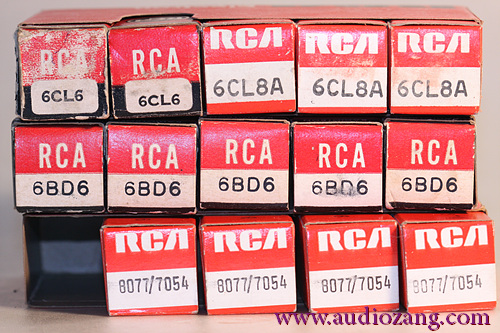 RCA RCA RCA RCA RCA
6CL6 6CL6 6CL8A 6CL8A 6CL8A
RCA RCA RCA RCA RCA
6BD6 6BD6 6BD6 6BD6 6BD6
RCA RCA RCA RCA
8077/7054 8077/7054 8077/7054 8077/7054
www.audiozang.com